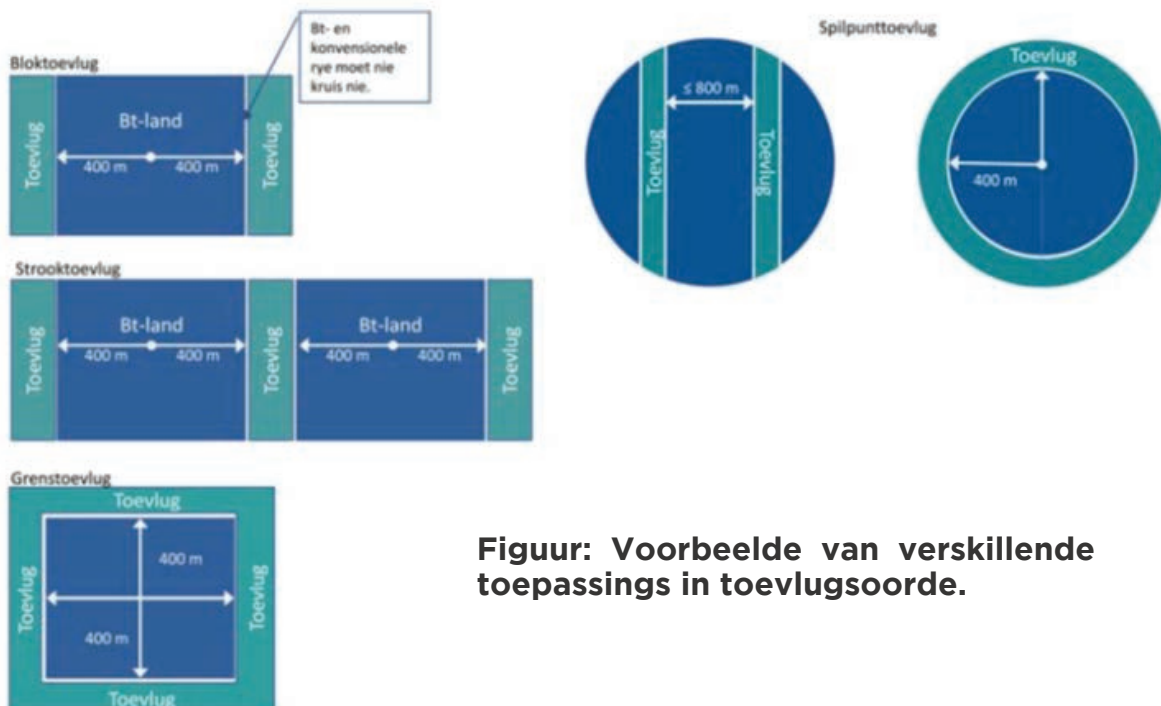 Bt- en
konvensionele
rye moet nie
kruis nie.
Bloktoevlug
Toevlug
Bt-land
400 m
400 m
Toevlug
Strooktoevlug
Toevlug
Bt-land
400 m
400 m
Toevlug
Bt-land
400 m
400 m
Toevlug
Grenstoevlug
Toevlug
Toevlug
400 m
400 m
Toevlug
Toevlug
Spilpunttoevlug
Toevlug
≤ 800 m
Toevlug
Toevlug
400 m
Figuur: Voorbeelde van verskillende
toepassings in toevlugsoorde.